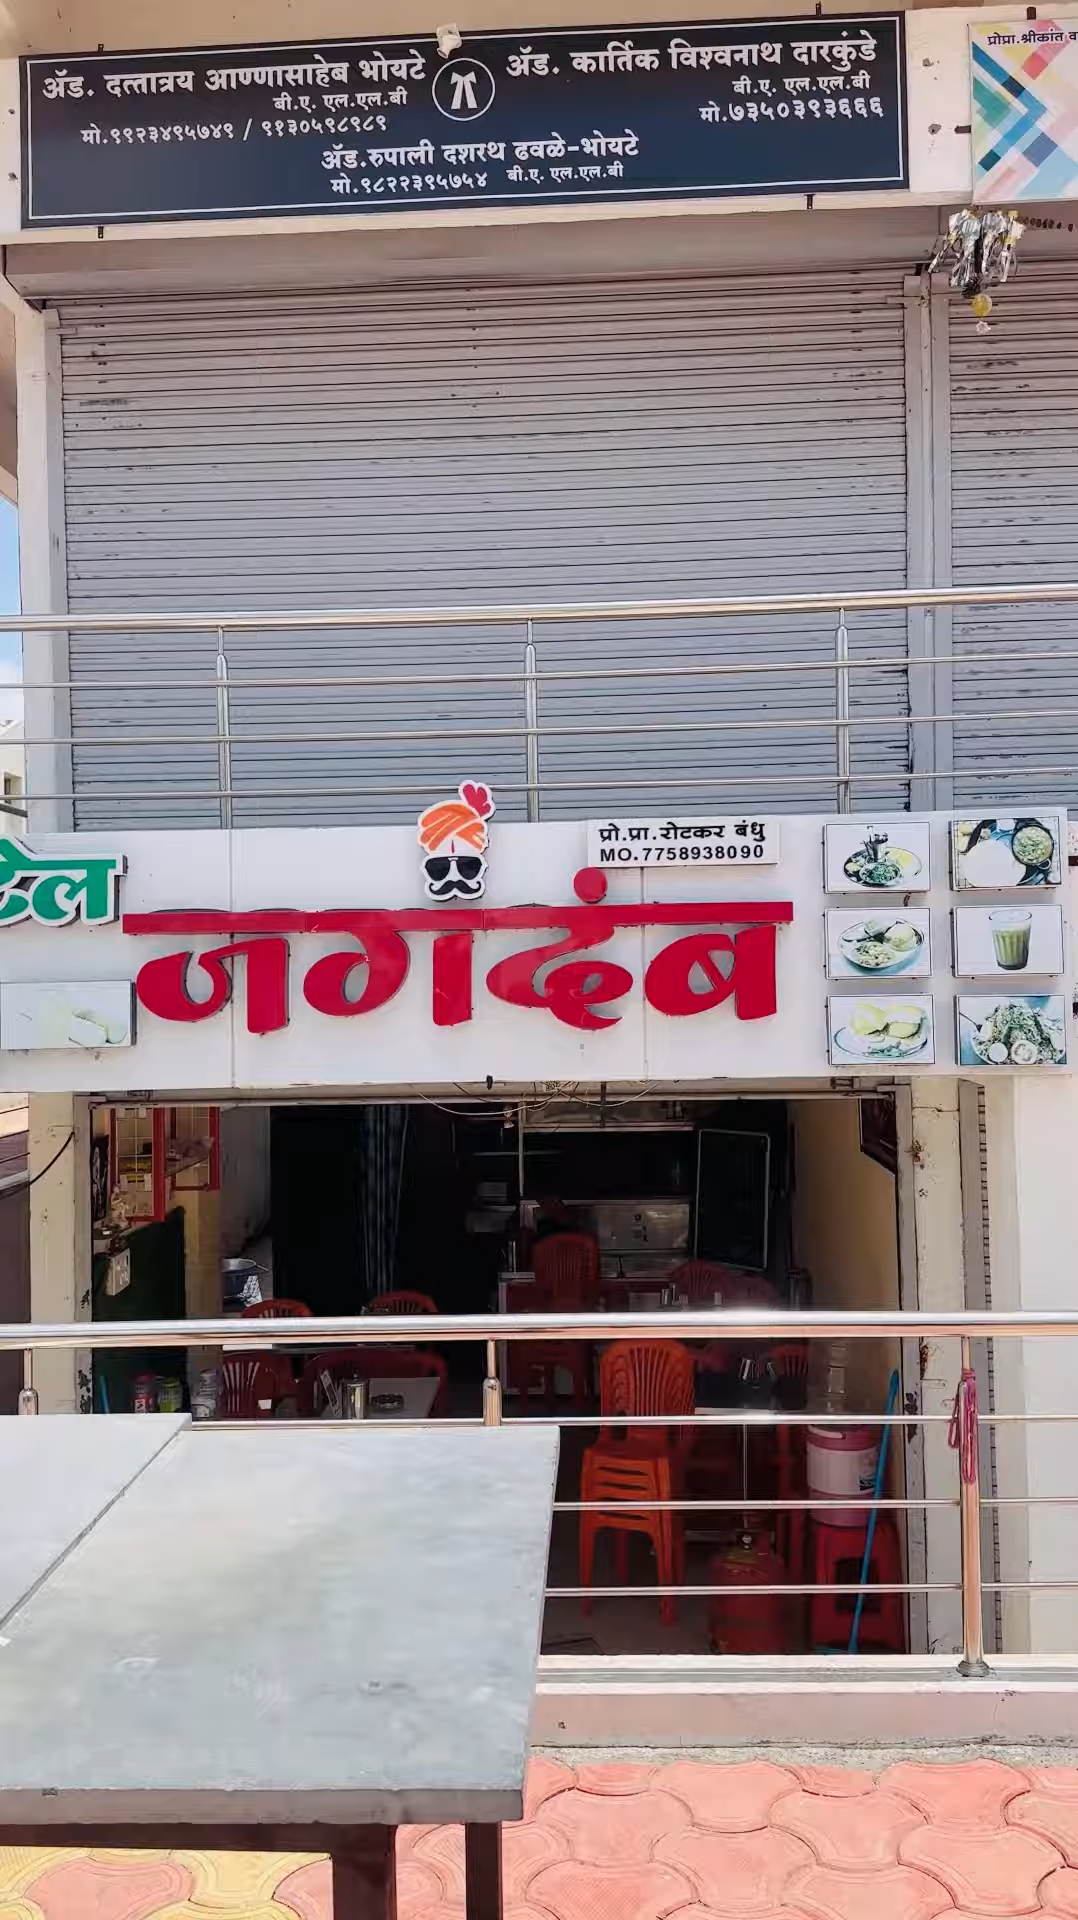 ॲड. दत्तात्रय आण्णासाहेब भोयटे
बी.ए. एल.एल.बी
मो.९९२३४९५७४९ / ९१३०५९८९८९
ॲड. कार्तिक विश्वनाथ दारकुंडे
बी.ए. एल.एल.बी
मो.७३५०३९३६६६
ॲड.रुपाली दशरथ ढवळे-भोयटे
मो.९८२२३९५७५४ बी.ए. एल.एल.बी
प्रोप्रा.श्रीकांत
प्रो.प्रा.रोटकर बंधु
MO.7758938090
टेल
जगदंब